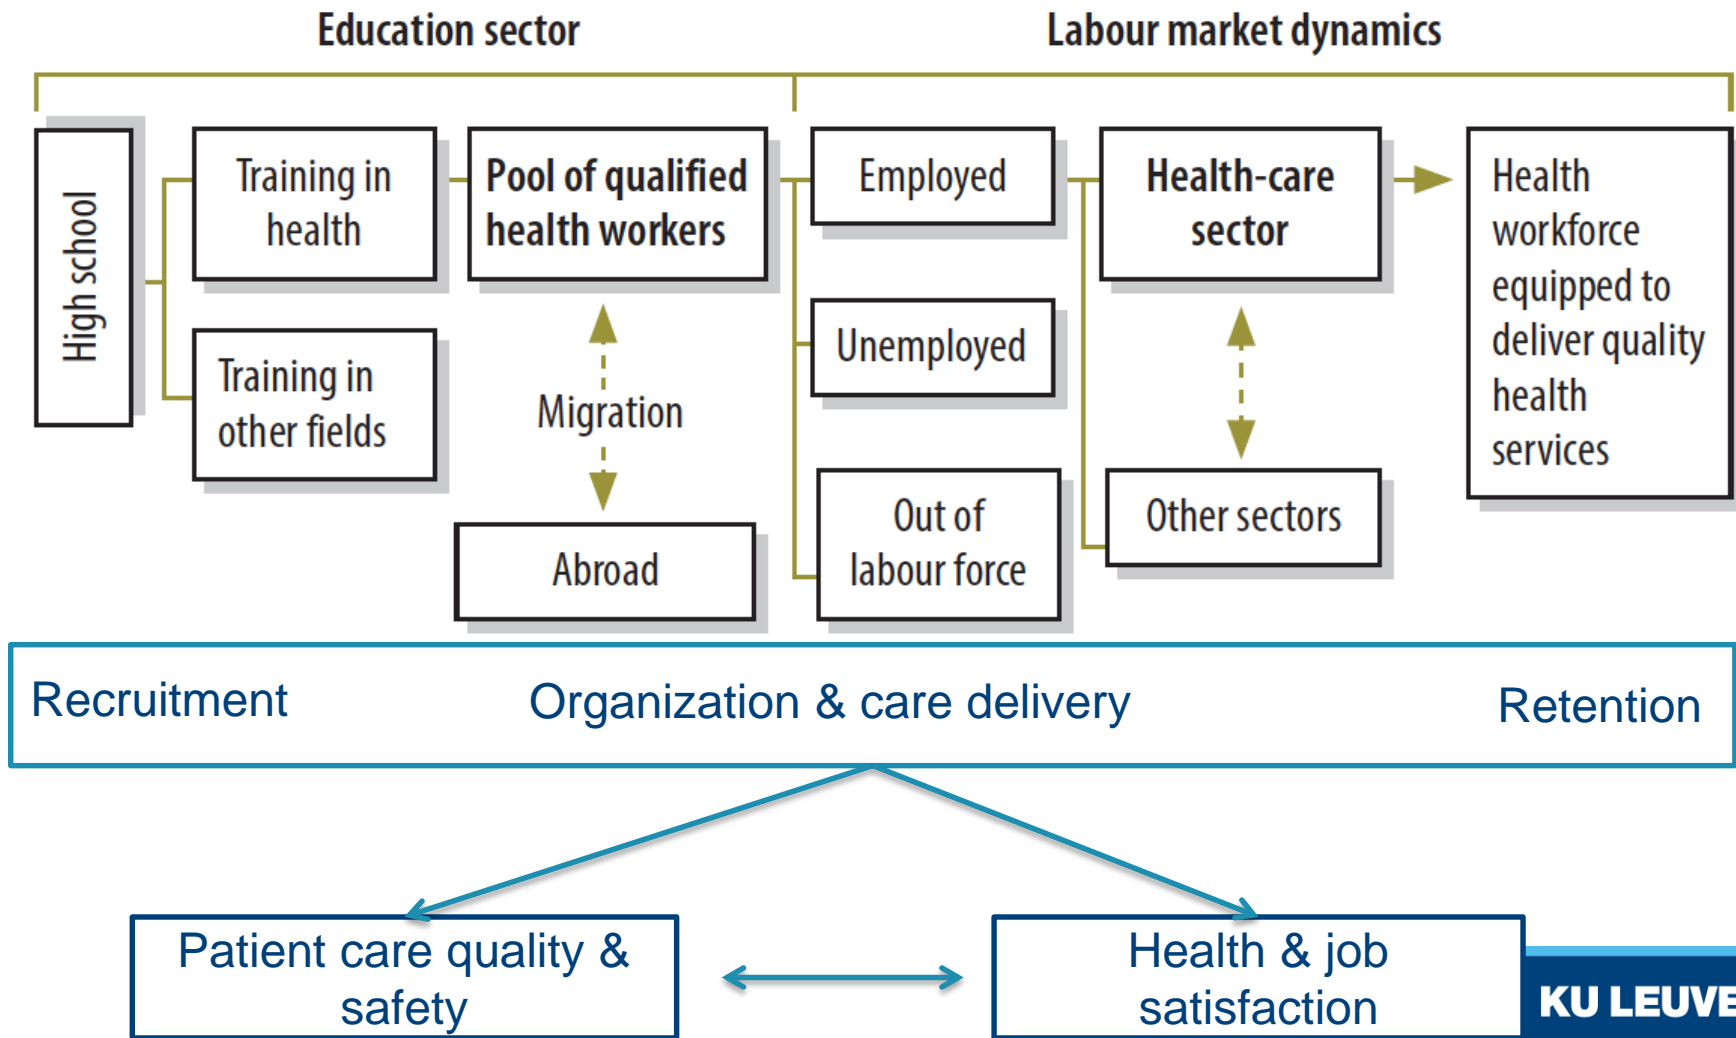 Education sector
Labour market dynamics
High school
Training in
health
Training in
other fields
Pool of qualified
health workers
Migration
Abroad
Employed
Unemployed
Out of
labour force
Health-care
sector
Other sectors
Health
workforce
equipped to
deliver quality
health
services
Recruitment
Organization & care delivery
Retention
Patient care quality &
safety
Health & job
satisfaction
KU LEUVE